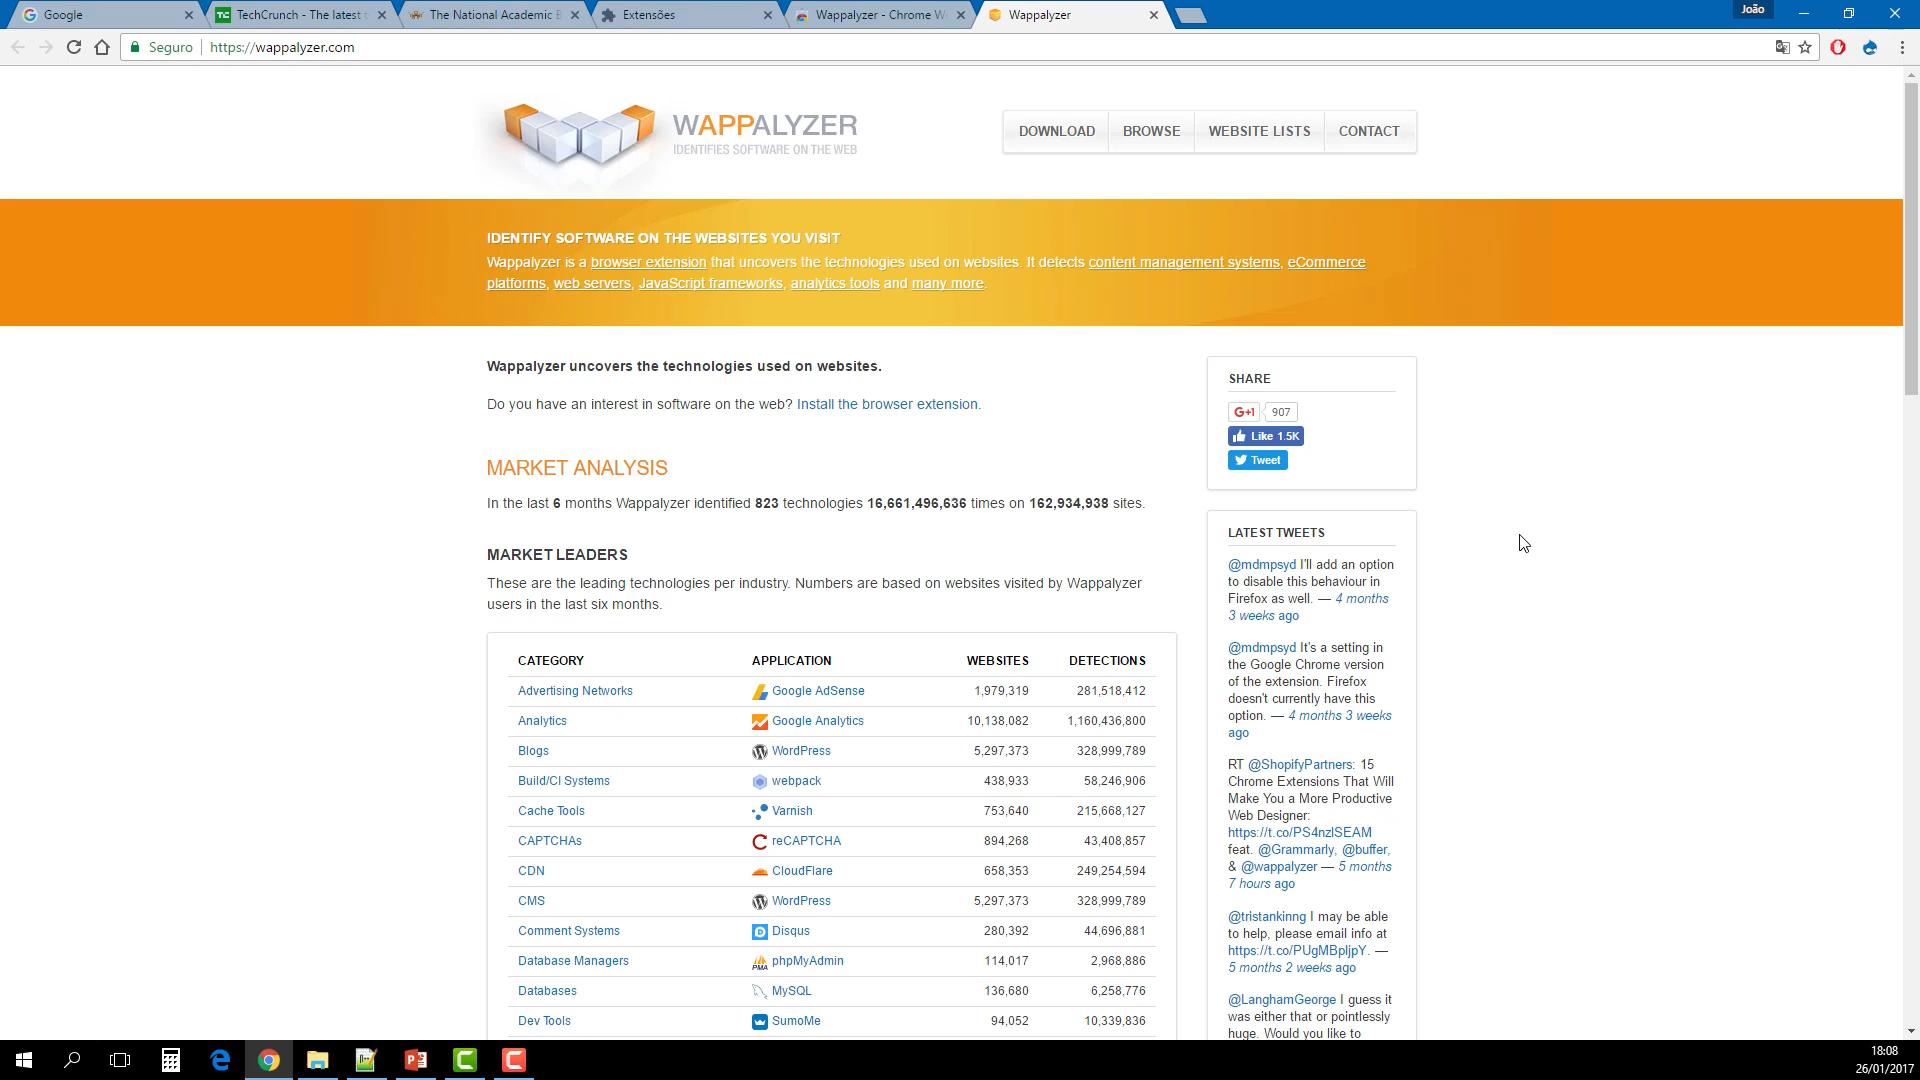 Google
TechCrunch - The latest t
The National Academic B
Extensões
Wappalyzer - Chrome W
Wappalyzer
João
Seguro
https://wappalyzer.com
WAPPALYZER
IDENTIFIES SOFTWARE ON THE WEB
DOWNLOAD
BROWSE
WEBSITE LISTS
CONTACT
IDENTIFY SOFTWARE ON THE WEBSITES YOU VISIT
Wappalyzer is a browser extension that uncovers the technologies used on websites. It detects content management systems, eCommerce
platforms, web servers, JavaScript frameworks, analytics tools and many more.
Wappalyzer uncovers the technologies used on websites.
Do you have an interest in software on the web? Install the browser extension.
MARKET ANALYSIS
In the last 6 months Wappalyzer identified 823 technologies 16,661,496,636 times on 162,934,938 sites.
MARKET LEADERS
These are the leading technologies per industry. Numbers are based on websites visited by Wappalyzer
users in the last six months.
CATEGORY APPLICATION WEBSITES DETECTIONS
Advertising Networks Google AdSense 1,979,319 281,518,412
Analytics Google Analytics 10,138,082 1,160,436,800
Blogs WordPress 5,297,373 328,999,789
Build/CI Systems webpack 438,933 58,246,906
Cache Tools Varnish 753,640 215,668,127
CAPTCHAs reCAPTCHA 894,268 43,408,857
CDN CloudFlare 658,353 249,254,594
CMS WordPress 5,297,373 328,999,789
Comment Systems Disqus 280,392 44,696,881
Database Managers phpMyAdmin 114,017 2,968,886
Databases MySQL 136,680 6,258,776
Dev Tools SumoMe 94,052 10,339,836
SHARE
G+1 907
Like 1.5K
Tweet
LATEST TWEETS
@mdmpsyd I'll add an option
to disable this behaviour in
Firefox as well. — 4 months
3 weeks ago
@mdmpsyd It's a setting in
the Google Chrome version
of the extension. Firefox
doesn't currently have this
option. — 4 months 3 weeks
ago
RT @ShopifyPartners: 15
Chrome Extensions That Will
Make You a More Productive
Web Designer:
https://t.co/PS4nzlSEAM
feat. @Grammarly, @buffer,
& @wappalyzer — 5 months
7 hours ago
@tristankinng I may be able
to help, please email info at
https://t.co/PUgMBpljpY. —
5 months 2 weeks ago
@LanghamGeorge I guess it
was either that or pointlessly
huge. Would you like to
18:08
26/01/2017